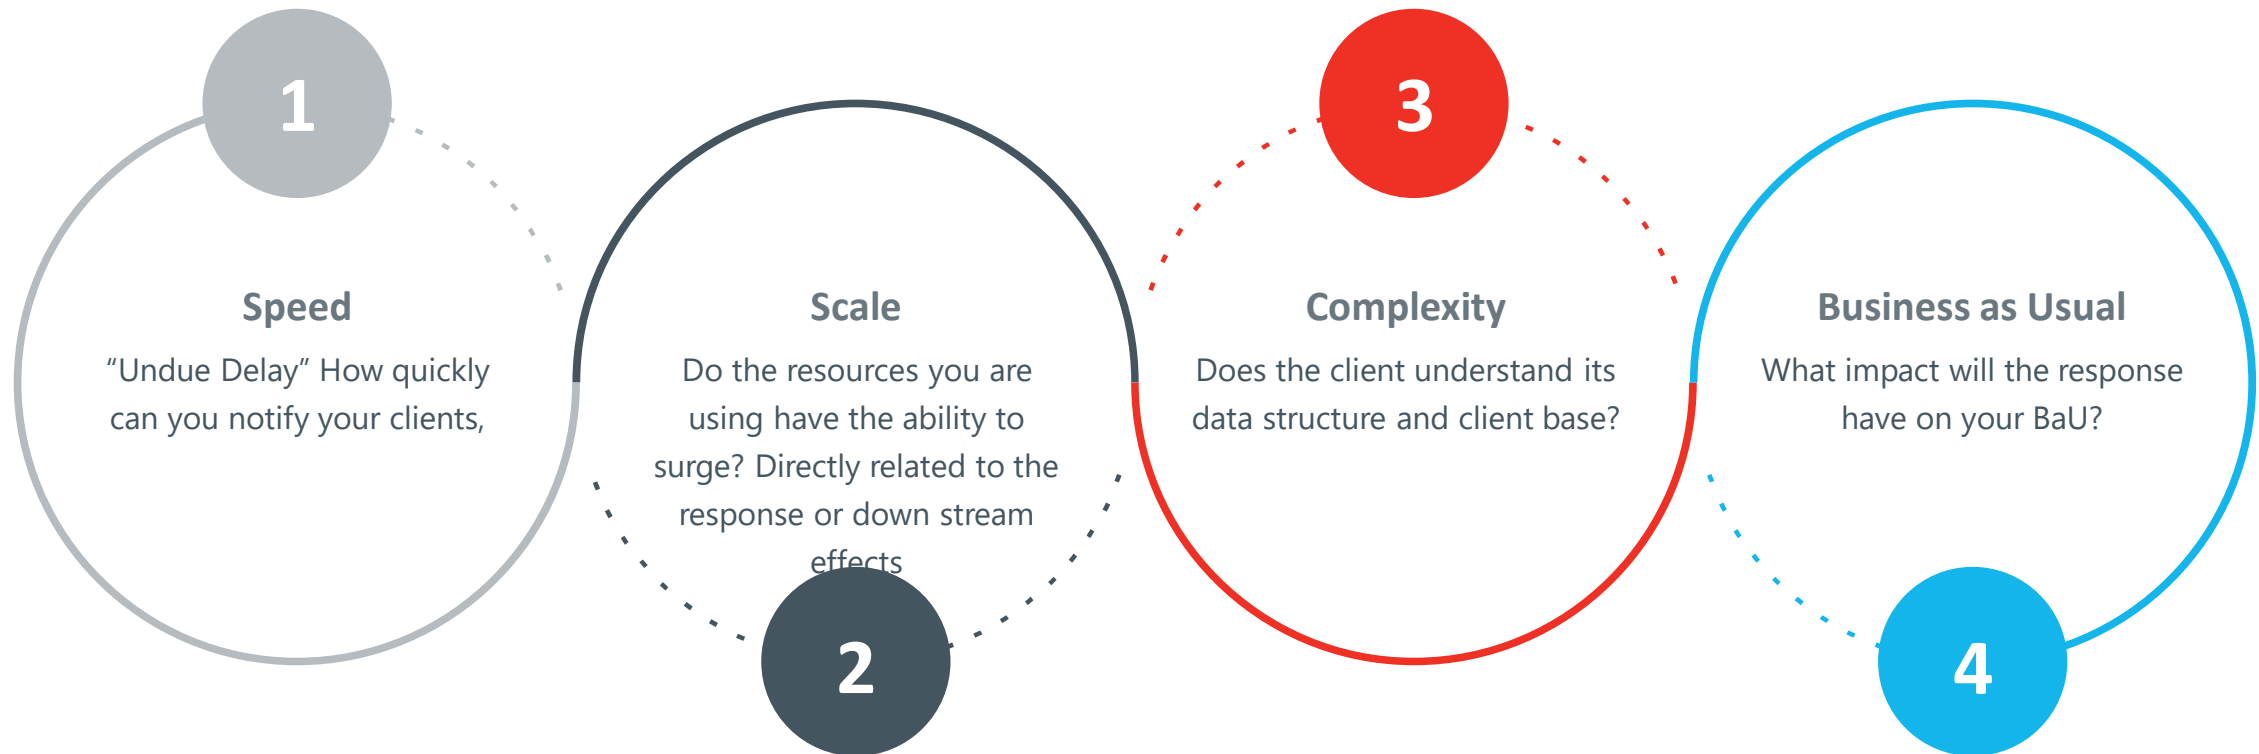 1
Speed
“Undue Delay” How quickly
can you notify your clients,
Scale
Do the resources you are
using have the ability to
surge? Directly related to the
response or down stream
effects
2
3
Complexity
Does the client understand its
data structure and client base?
Business as Usual
What impact will the response
have on your BaU?
4